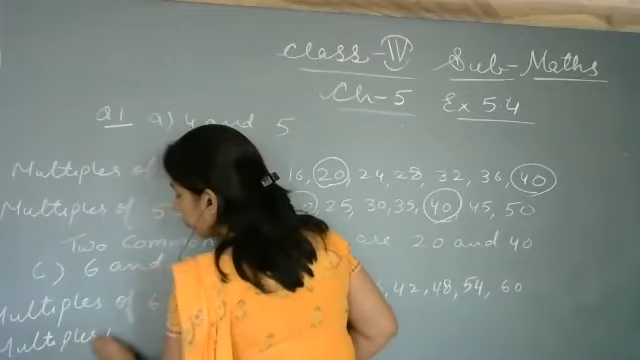 Class-IV Sub-Maths
Ch-5 Ex 5.4
Q1 a) 4 and 5
Multiples of 16, 20, 24, 28, 32, 36, 40
Multiples of 5 25, 30, 35, 40, 45, 50
Two Common are 20 and 40
C) 6 and
Multiples of 6 42, 48, 54, 60
Multiples